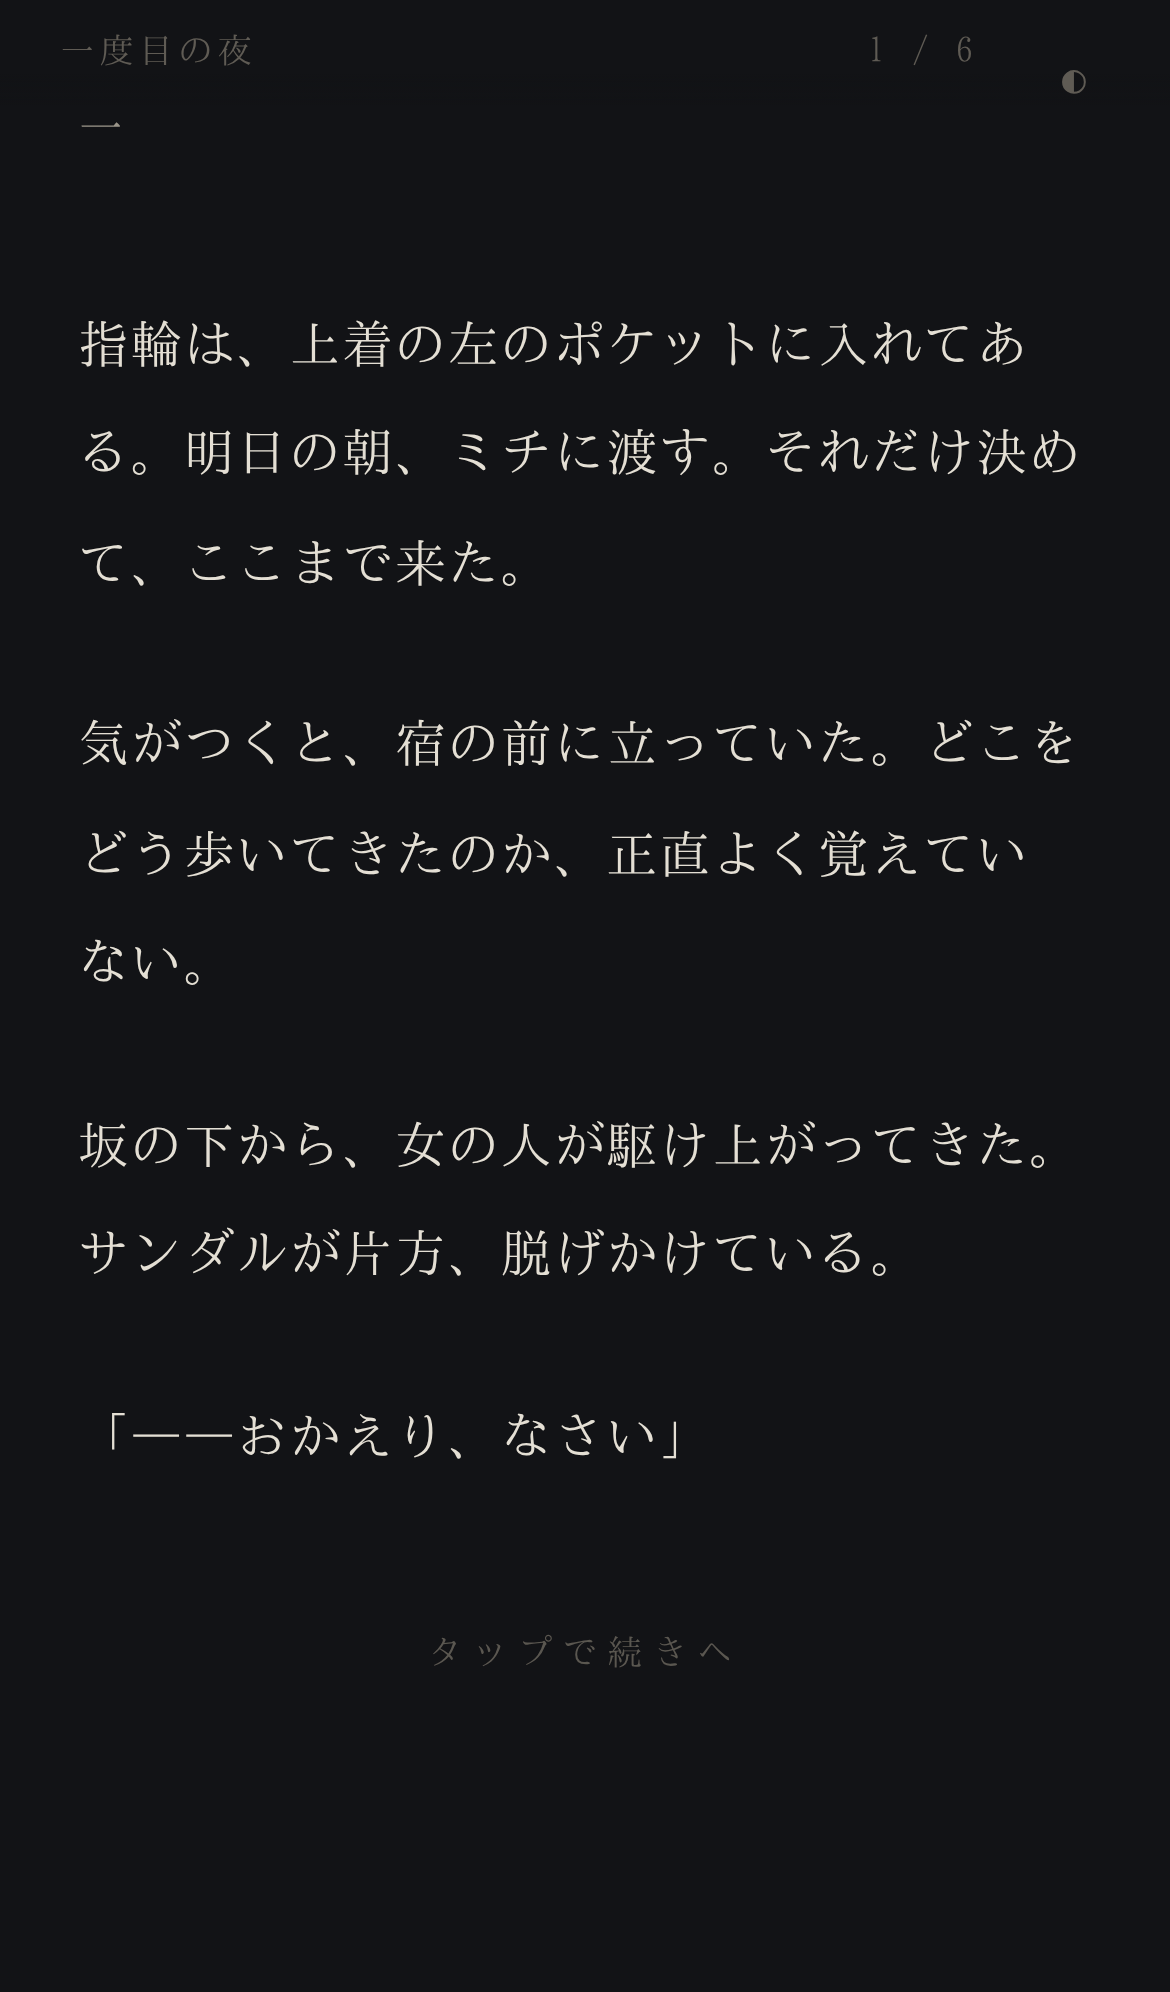 一度目の夜
1 / 6
一
指輪は、上着の左のポケットに入れてあ
る。明日の朝、ミチに渡す。それだけ決め
て、ここまで来た。
気がつくと、宿の前に立っていた。どこを
どう歩いてきたのか、正直よく覚えてい
ない。
坂の下から、女の人が駆け上がってきた。
サンダルが片方、脱げかけている。
「――おかえり、なさい」
タップで続きへ